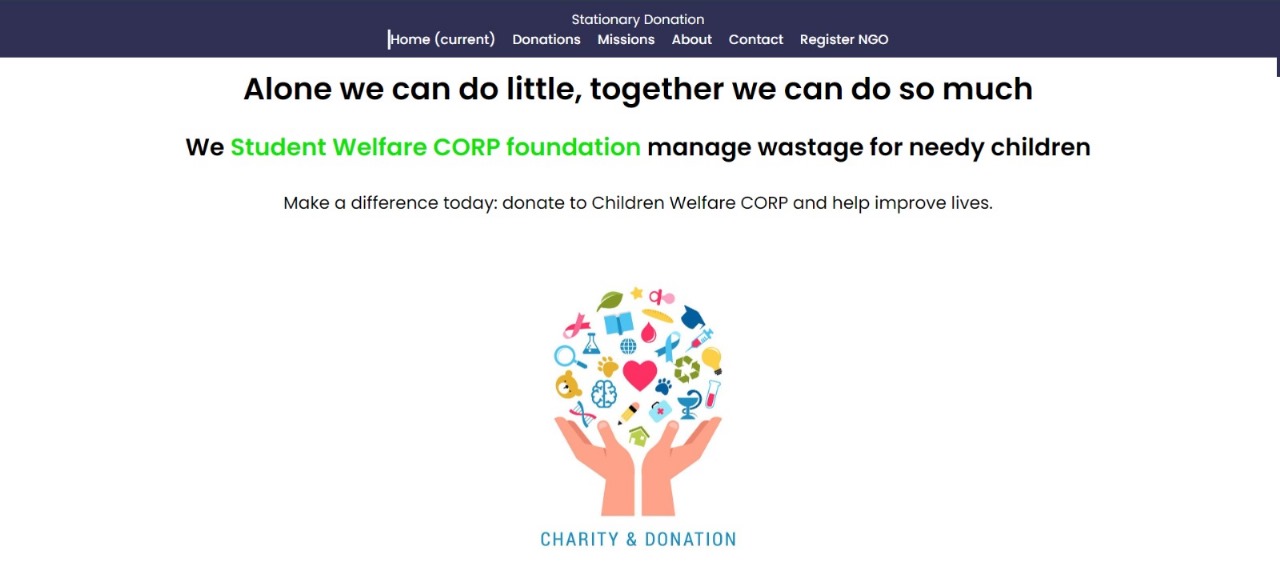 Stationary Donation
Home (current) Donations Missions About Contact Register NGO
Alone we can do little, together we can do so much
We Student Welfare CORP foundation manage wastage for needy children
Make a difference today: donate to Children Welfare CORP and help improve lives.
CHARITY & DONATION